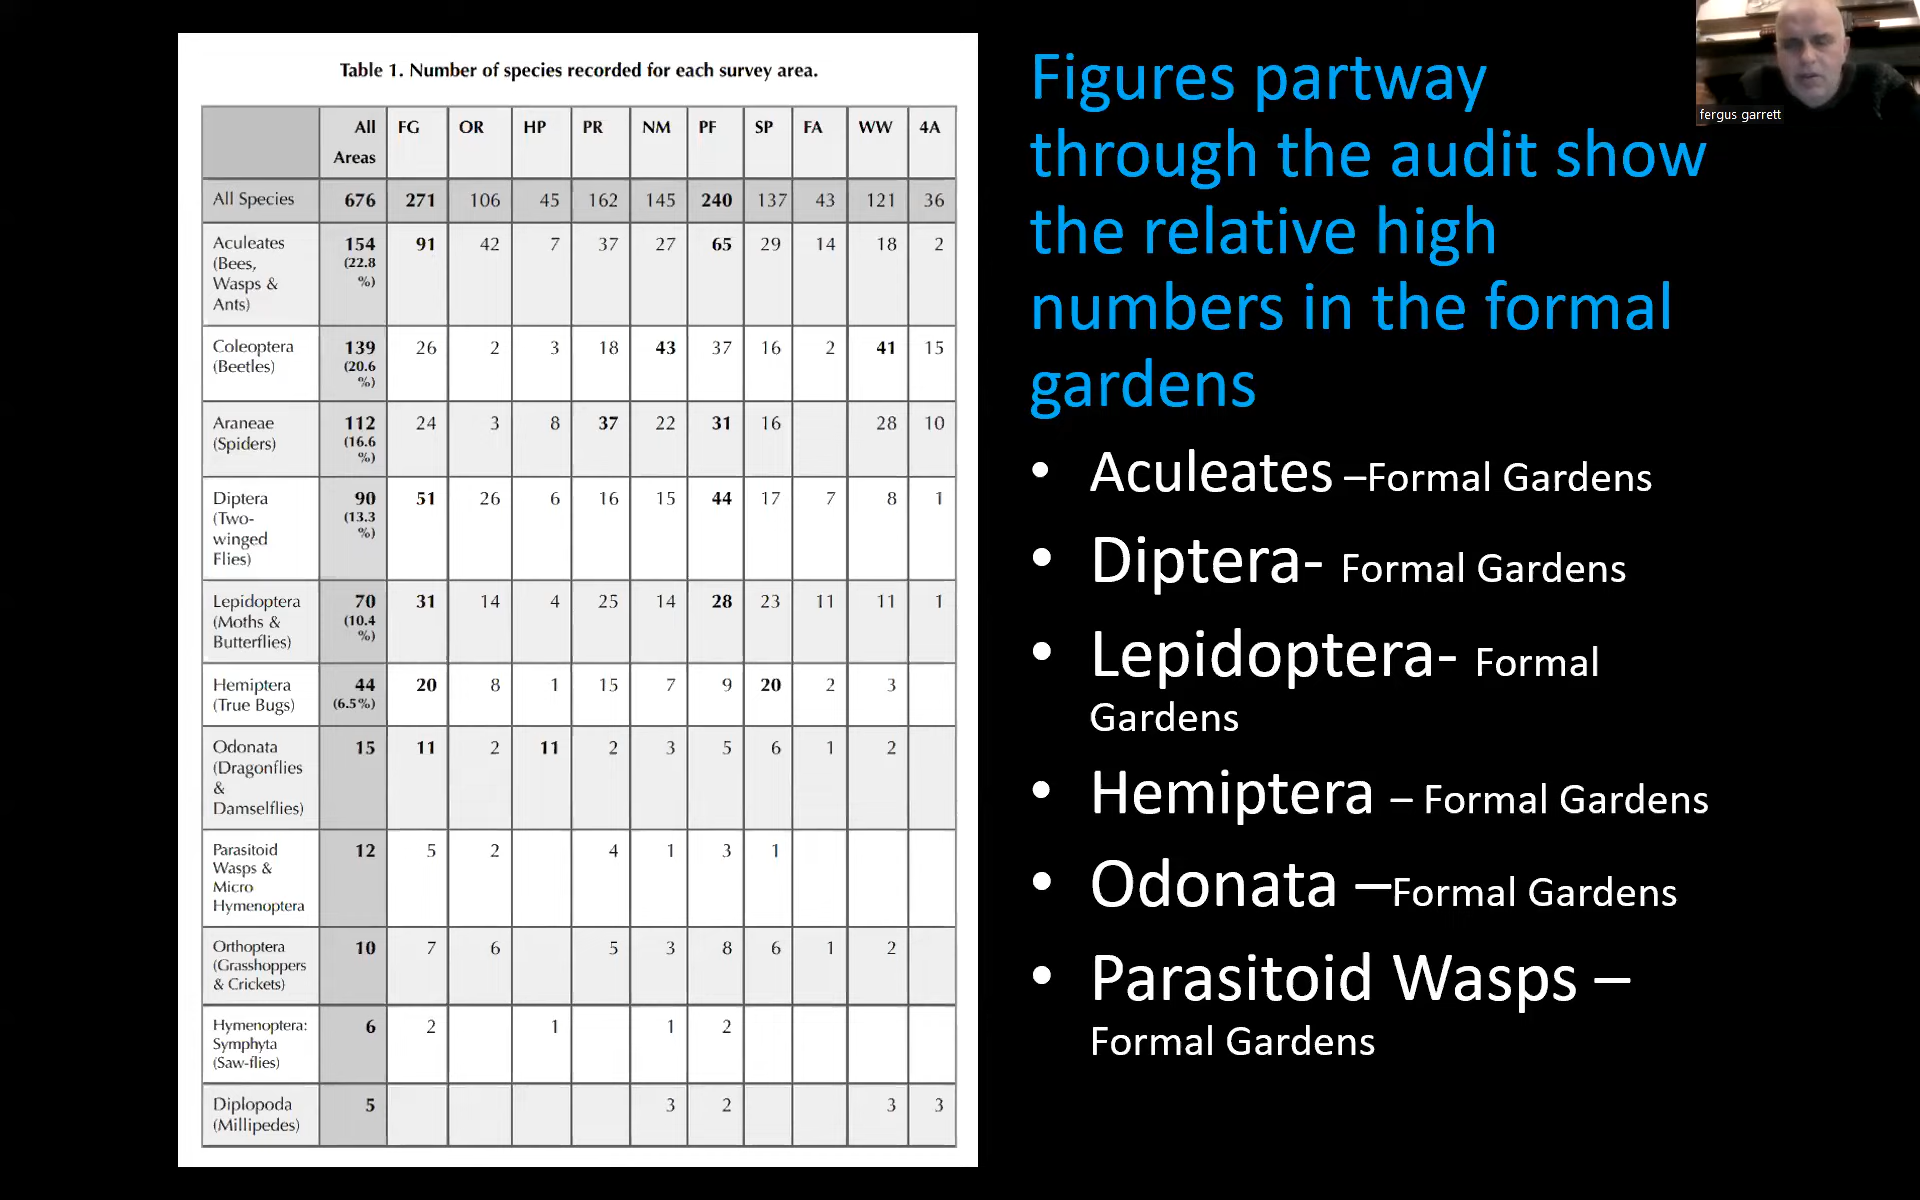 Table 1. Number of species recorded for each survey area.
All Areas FG OR HP PR NM PF SP FA WW 4A
All Species 676 271 106 45 162 145 240 137 43 121 36
Aculeates (Bees, Wasps & Ants) 154 (22.8 %) 91 42 7 37 27 65 29 14 18 2
Coleoptera (Beetles) 139 (20.6 %) 26 2 3 18 43 37 16 2 41 15
Araneae (Spiders) 112 (16.6 %) 24 3 8 37 22 31 16 28 10
Diptera (Two-winged Flies) 90 (13.3 %) 51 26 6 16 15 44 17 7 8 1
Lepidoptera (Moths & Butterflies) 70 (10.4 %) 31 14 4 25 14 28 23 11 11 1
Hemiptera (True Bugs) 44 (6.5%) 20 8 1 15 7 9 20 2 3
Odonata (Dragonflies & Damselflies) 15 11 2 11 2 3 5 6 1 2
Parasitoid Wasps & Micro Hymenoptera 12 5 2 4 1 3 1
Orthoptera (Grasshoppers & Crickets) 10 7 6 5 3 8 6 1 2
Hymenoptera: Symphyta (Saw-flies) 6 2 1 1 2
Diplopoda (Millipedes) 5 3 2 3 3
Figures partway
through the audit show
the relative high
numbers in the formal
gardens
• Aculeates –Formal Gardens
• Diptera- Formal Gardens
• Lepidoptera- Formal
Gardens
• Hemiptera – Formal Gardens
• Odonata –Formal Gardens
• Parasitoid Wasps –
Formal Gardens
fergus garrett